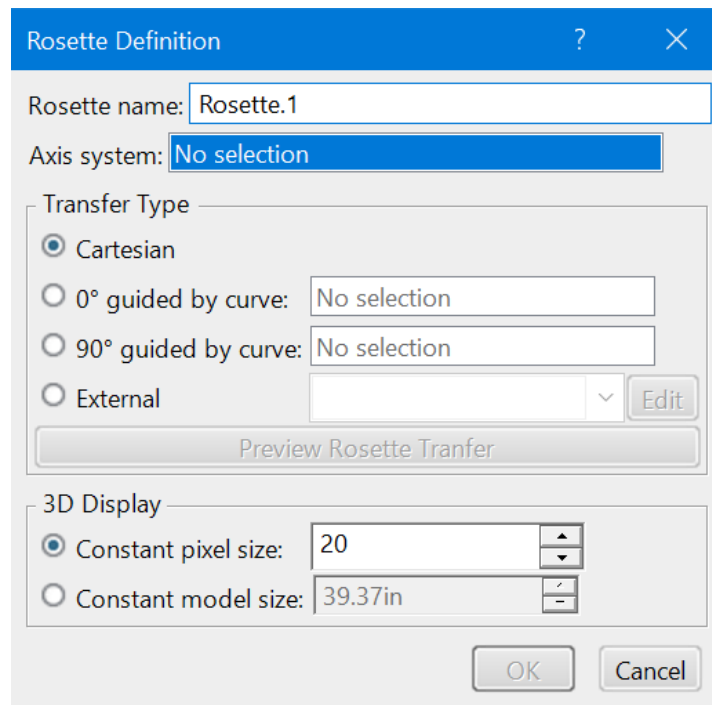 Rosette Definition ? ×
Rosette name: Rosette.1
Axis system: No selection
Transfer Type
Cartesian
0° guided by curve: No selection
90° guided by curve: No selection
External Edit
Preview Rosette Tranfer
3D Display
Constant pixel size: 20
Constant model size: 39.37in
OK Cancel